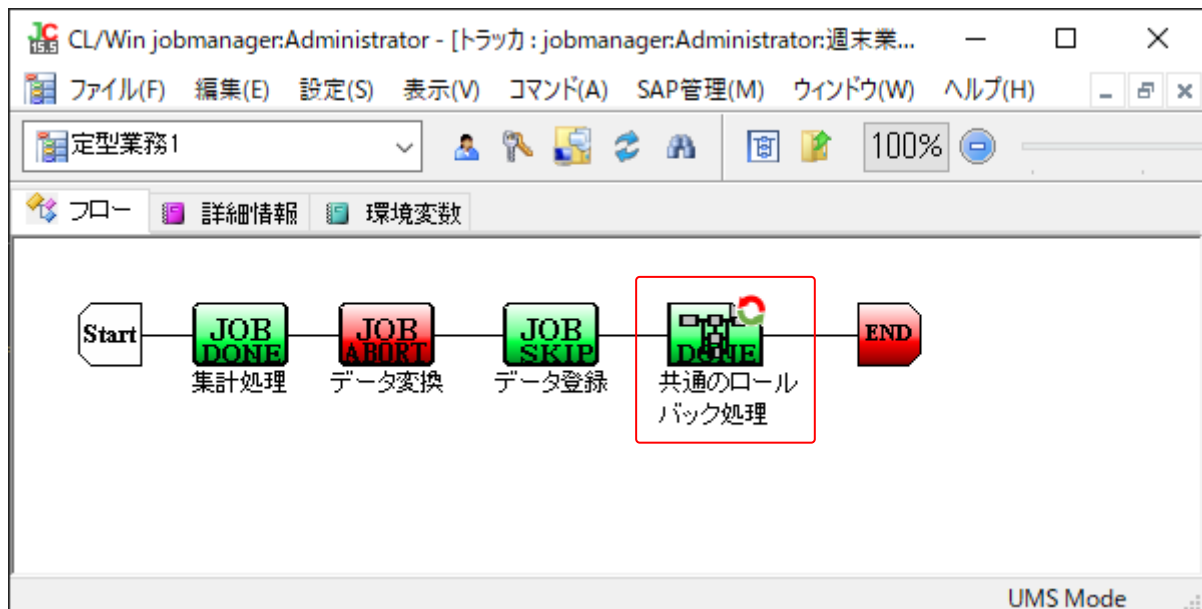 JC 15.5 CL/Win jobmanager:Administrator - [トラッカ : jobmanager:Administrator:週末業...
ファイル(F) 編集(E) 設定(S) 表示(V) コマンド(A) SAP管理(M) ウィンドウ(W) ヘルプ(H)
定型業務1 100%
フロー 詳細情報 環境変数
Start JOB DONE JOB ABORT JOB SKIP DONE END
集計処理 データ変換 データ登録 共通のロール
バック処理
UMS Mode